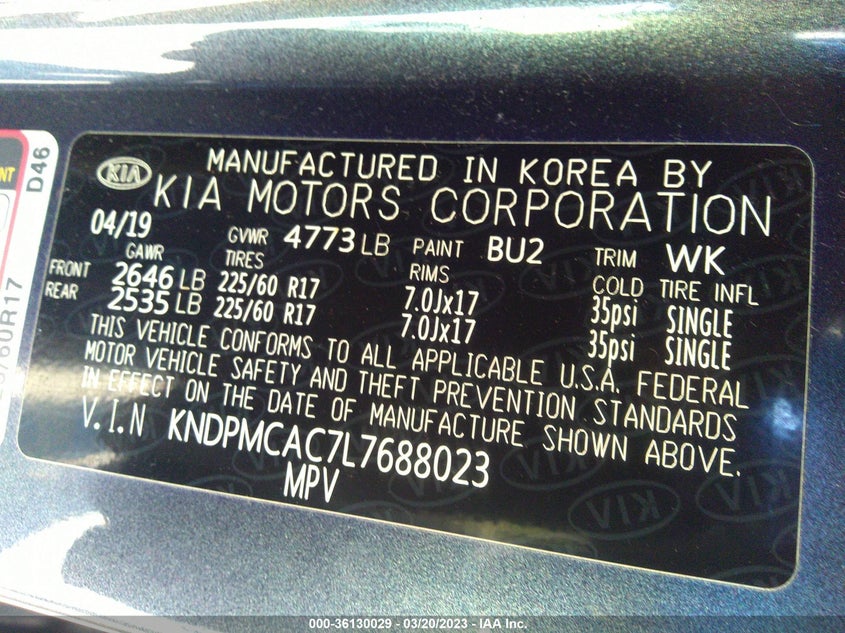 KIA
MANUFACTURED IN KOREA BY
KIA MOTORS CORPORATION
04/19 GVWR 4773 LB PAINT BU2 TRIM WK
GAWR TIRES RIMS COLD TIRE INFL
FRONT 2646 LB 225/60 R17 7.0Jx17 35psi SINGLE
REAR 2535 LB 225/60 R17 7.0Jx17 35psi SINGLE
THIS VEHICLE CONFORMS TO ALL APPLICABLE U.S.A. FEDERAL
MOTOR VEHICLE SAFETY AND THEFT PREVENTION STANDARDS
IN EFFECT ON THE DATE OF MANUFACTURE SHOWN ABOVE.
V.I.N KNDPMCAC7L7688023
MPV
D46
000-36130029 - 03/20/2023 - IAA Inc.